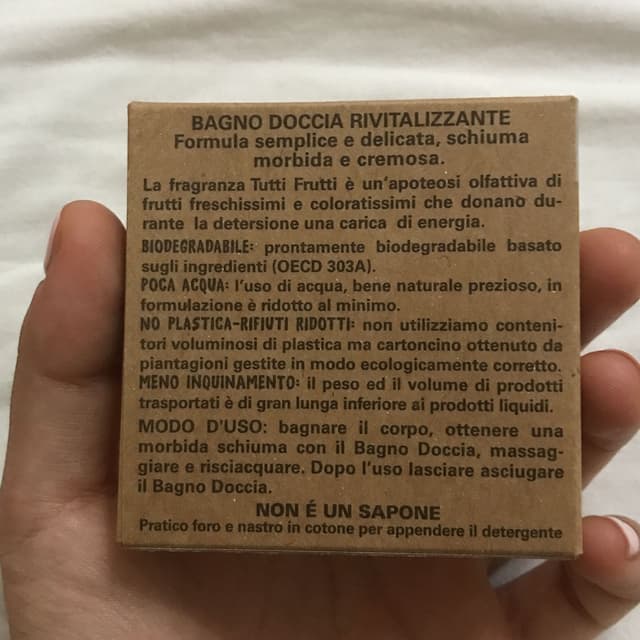 BAGNO DOCCIA RIVITALIZZANTE
Formula semplice e delicata, schiuma
morbida e cremosa.
La fragranza Tutti Frutti è un'apoteosi olfattiva di
frutti freschissimi e coloratissimi che donano du-
rante la detersione una carica di energia.
BIODEGRADABILE: prontamente biodegradabile basato
sugli ingredienti (OECD 303A).
POCA ACQUA: l'uso di acqua, bene naturale prezioso, in
formulazione è ridotto al minimo.
NO PLASTICA-RIFIUTI RIDOTTI: non utilizziamo conteni-
tori voluminosi di plastica ma cartoncino ottenuto da
piantagioni gestite in modo ecologicamente corretto.
MENO INQUINAMENTO: il peso ed il volume di prodotti
trasportati è di gran lunga inferiore ai prodotti liquidi.
MODO D'USO: bagnare il corpo, ottenere una
morbida schiuma con il Bagno Doccia, massag-
giare e risciacquare. Dopo l'uso lasciare asciugare
il Bagno Doccia.
NON É UN SAPONE
Pratico foro e nastro in cotone per appendere il detergente